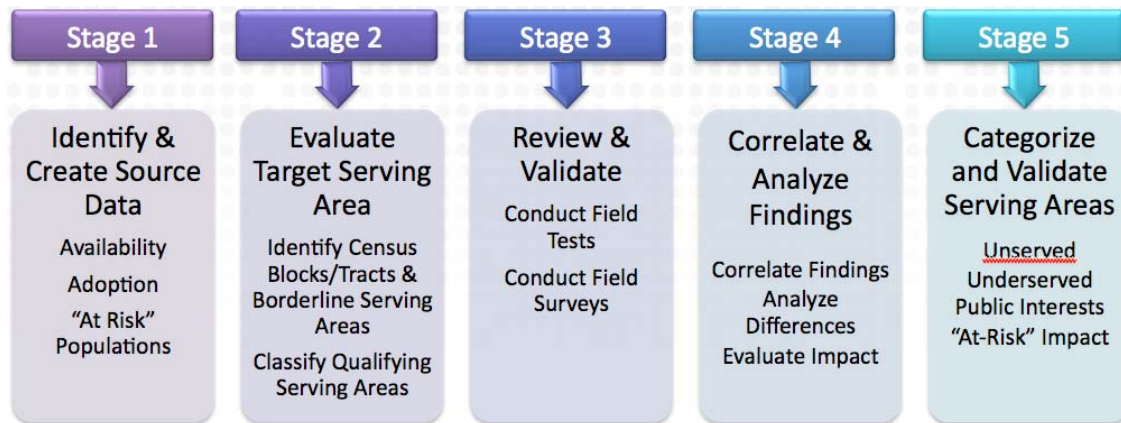 Stage 1
Identify &
Create Source
Data
Availability
Adoption
“At Risk”
Populations
Stage 2
Evaluate
Target Serving
Area
Identify Census
Blocks/Tracts &
Borderline Serving
Areas
Classify Qualifying
Serving Areas
Stage 3
Review &
Validate
Conduct Field
Tests
Conduct Field
Surveys
Stage 4
Correlate &
Analyze
Findings
Correlate Findings
Analyze
Differences
Evaluate Impact
Stage 5
Categorize
and Validate
Serving Areas
Unserved
Underserved
Public Interests
“At-Risk” Impact